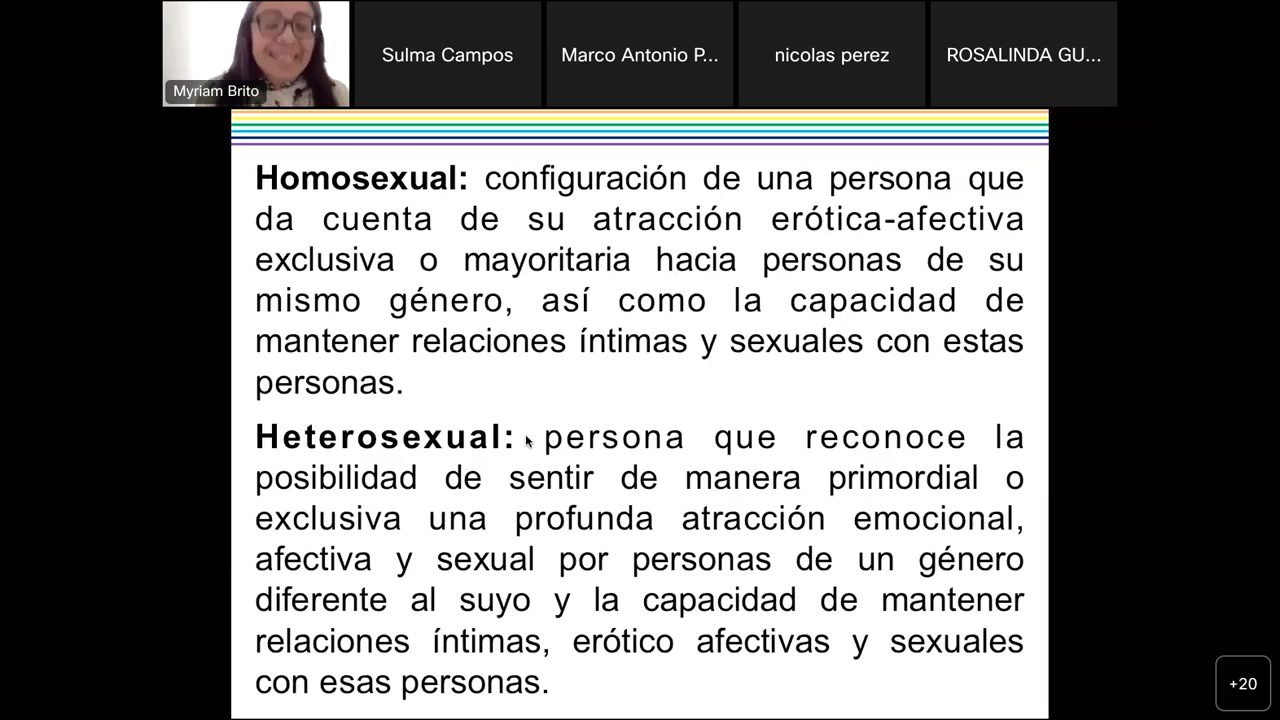 Myriam Brito
Sulma Campos
Marco Antonio P...
nicolas perez
ROSALINDA GU...
Homosexual: configuración de una persona que
da cuenta de su atracción erótica-afectiva
exclusiva o mayoritaria hacia personas de su
mismo género, así como la capacidad de
mantener relaciones íntimas y sexuales con estas
personas.
Heterosexual: persona que reconoce la
posibilidad de sentir de manera primordial o
exclusiva una profunda atracción emocional,
afectiva y sexual por personas de un género
diferente al suyo y la capacidad de mantener
relaciones íntimas, erótico afectivas y sexuales
con esas personas.
+20